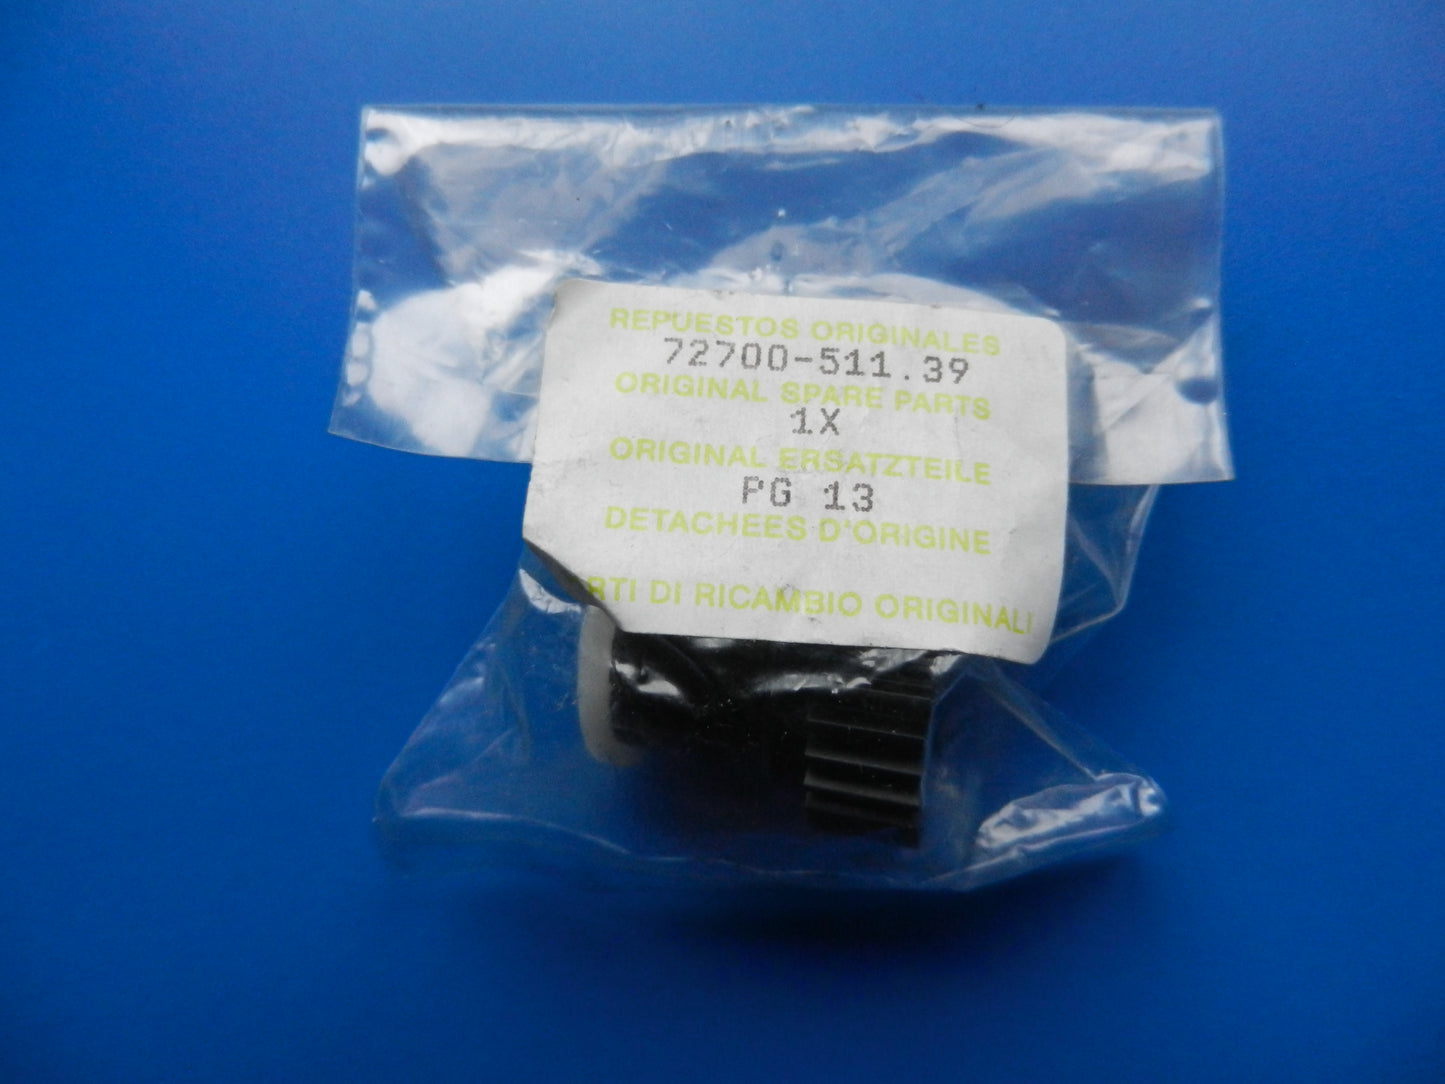 REPUESTOS ORIGINALES
72700-511.39
ORIGINAL SPARE PARTS
1X
ORIGINAL ERSATZTEILE
PG 13
DETACHEES D'ORIGINE
RTI DI RICAMBIO ORIGINALI